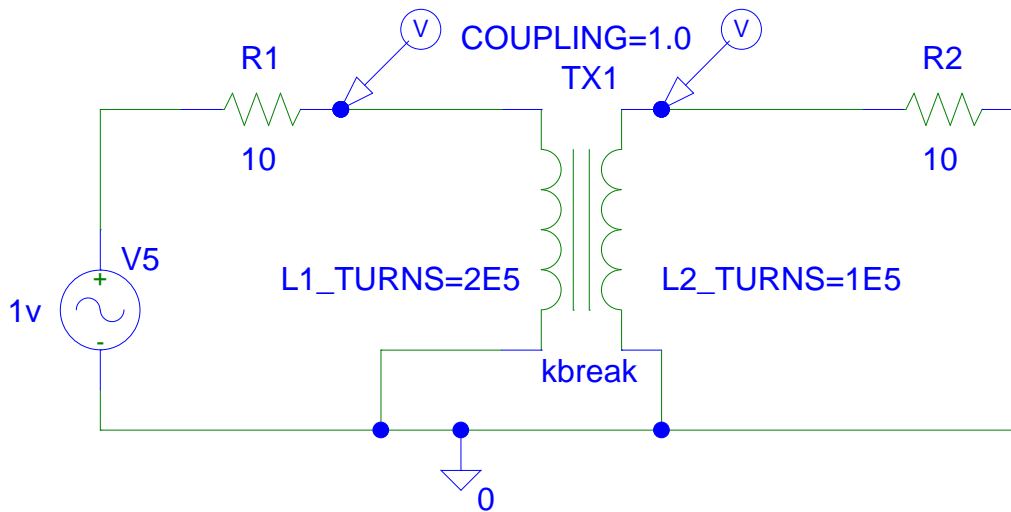 V
COUPLING=1.0
V
R1
TX1
R2
10
10
V5
+
1v
-
L1_TURNS=2E5
L2_TURNS=1E5
kbreak
0